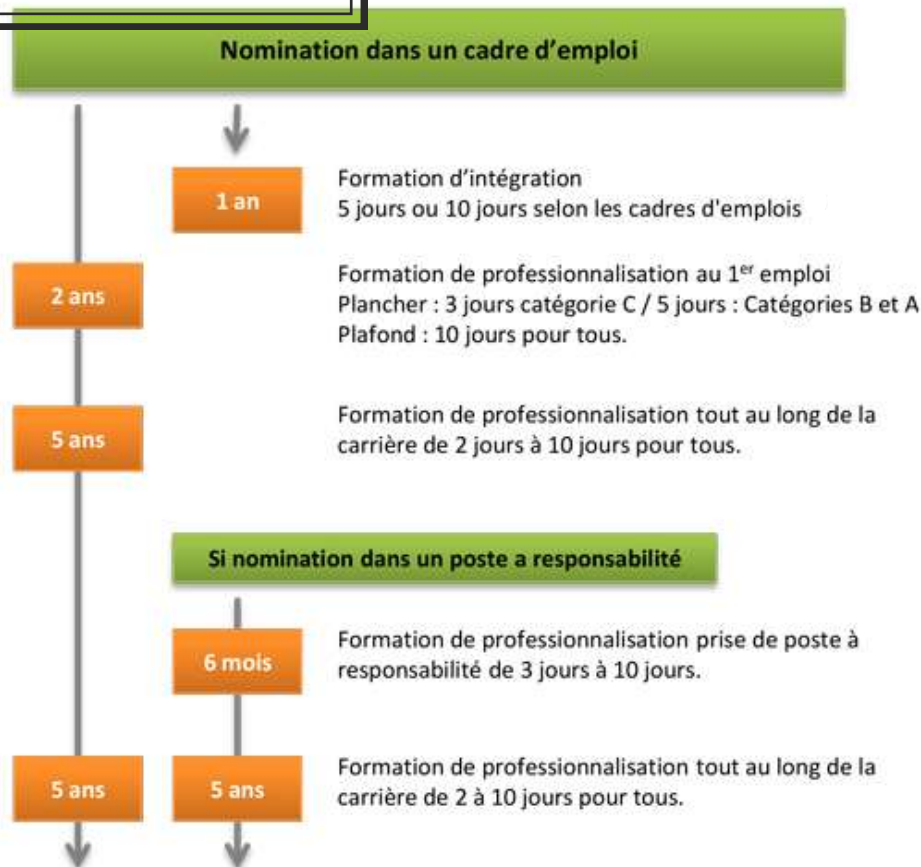 Nomination dans un cadre d'emploi
1 an
Formation d'intégration
5 jours ou 10 jours selon les cadres d'emplois
2 ans
Formation de professionnalisation au 1er emploi
Plancher : 3 jours catégorie C / 5 jours : Catégories B et A
Plafond : 10 jours pour tous.
5 ans
Formation de professionnalisation tout au long de la
carrière de 2 jours à 10 jours pour tous.
Si nomination dans un poste a responsabilité
6 mois
Formation de professionnalisation prise de poste à
responsabilité de 3 jours à 10 jours.
5 ans
5 ans
Formation de professionnalisation tout au long de la
carrière de 2 à 10 jours pour tous.